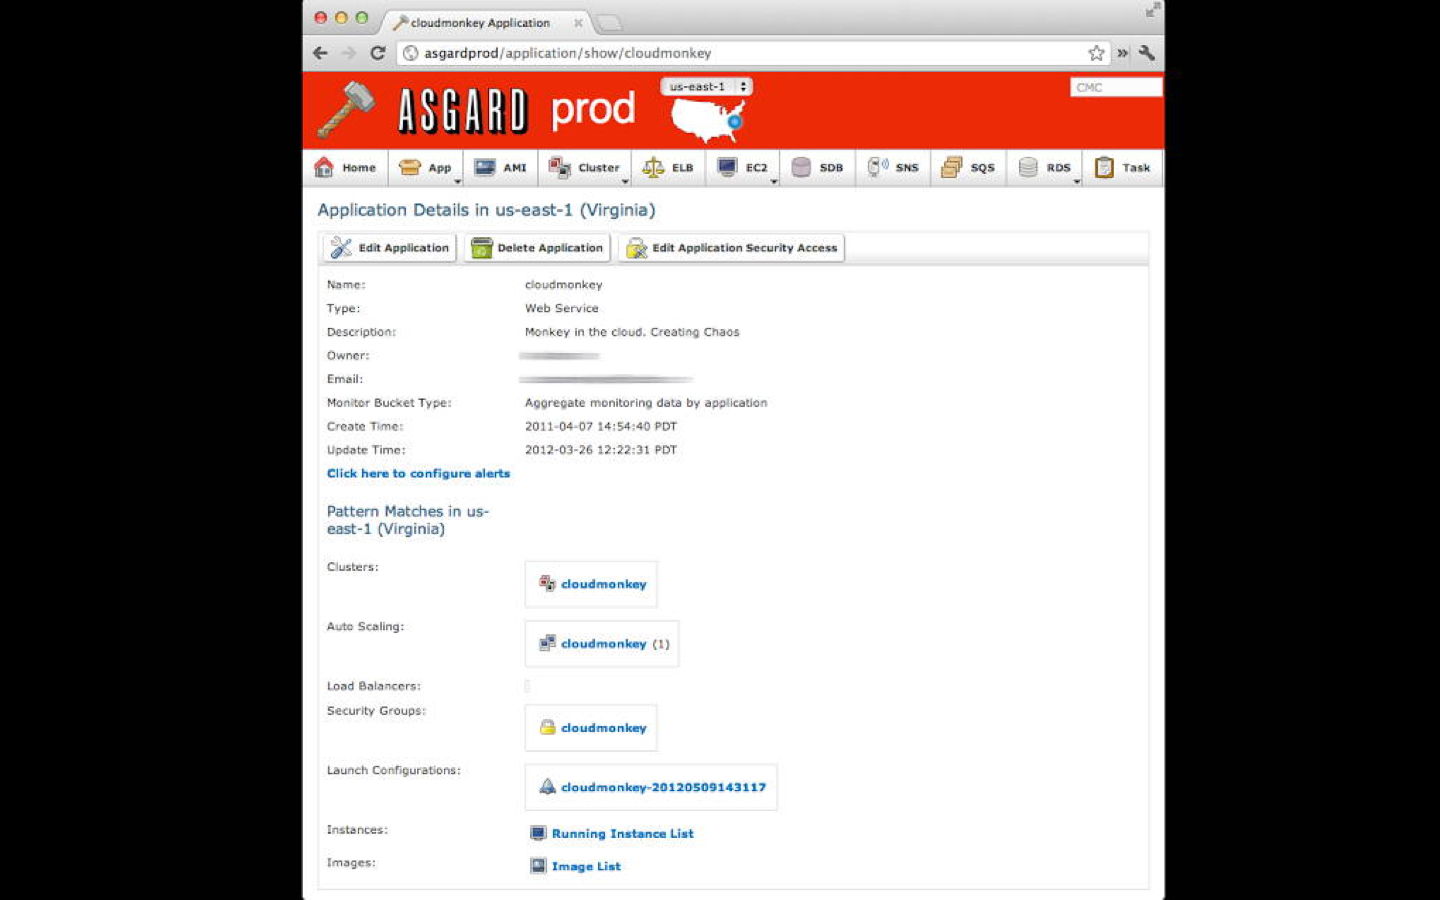 cloudmonkey Application
asgardprod/application/show/cloudmonkey
ASGARD prod us-east-1 CMC
Home App AMI Cluster ELB EC2 SDB SNS SQS RDS Task
Application Details in us-east-1 (Virginia)
Edit Application Delete Application Edit Application Security Access
Name: cloudmonkey
Type: Web Service
Description: Monkey in the cloud. Creating Chaos
Owner:
Email:
Monitor Bucket Type: Aggregate monitoring data by application
Create Time: 2011-04-07 14:54:40 PDT
Update Time: 2012-03-26 12:22:31 PDT
Click here to configure alerts
Pattern Matches in us-
east-1 (Virginia)
Clusters: cloudmonkey
Auto Scaling: cloudmonkey (1)
Load Balancers:
Security Groups: cloudmonkey
Launch Configurations: cloudmonkey-20120509143117
Instances: Running Instance List
Images: Image List